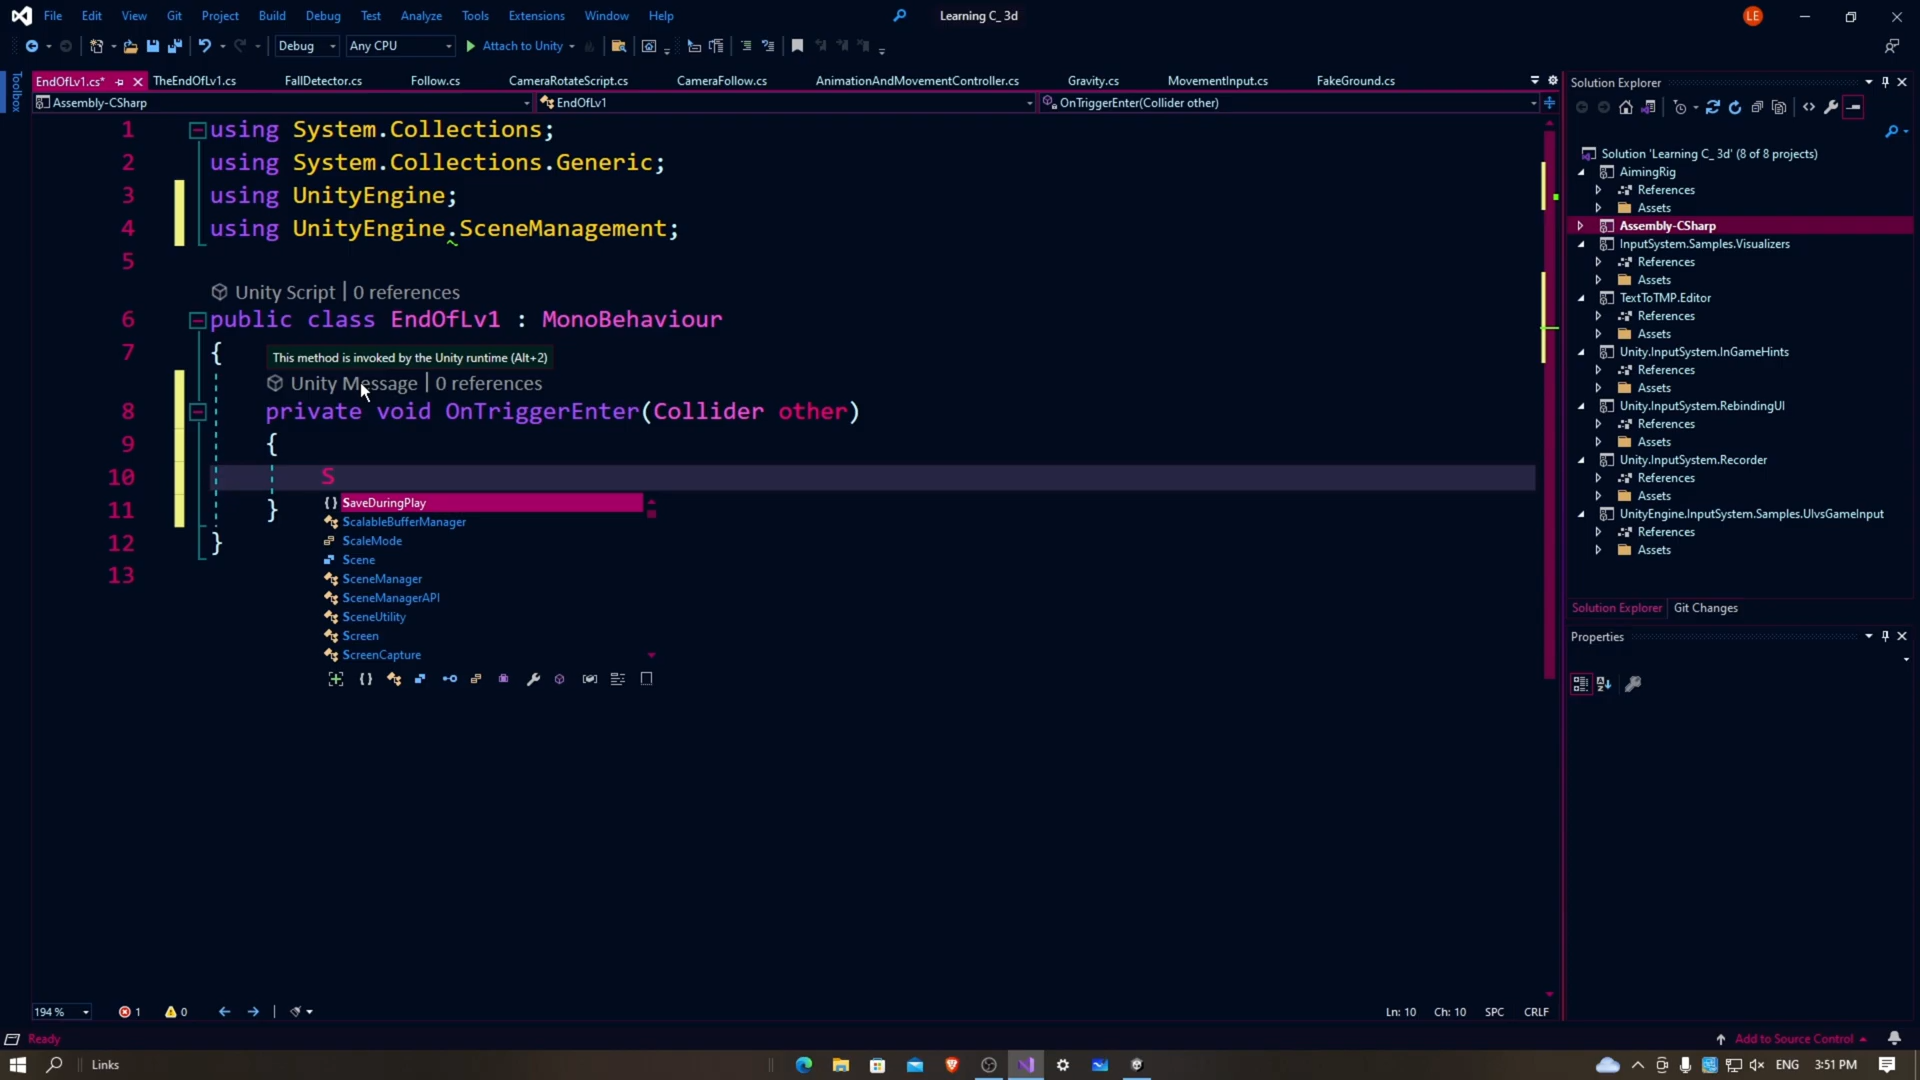 File Edit View Git Project Build Debug Test Analyze Tools Extensions Window Help Learning C_ 3d LE
Debug Any CPU Attach to Unity
Toolbox
EndOfLv1.cs* TheEndOfLv1.cs FallDetector.cs Follow.cs CameraRotateScript.cs CameraFollow.cs AnimationAndMovementController.cs Gravity.cs MovementInput.cs FakeGround.cs
Assembly-CSharp EndOfLv1 OnTriggerEnter(Collider other)
1 using System.Collections;
2 using System.Collections.Generic;
3 using UnityEngine;
4 using UnityEngine.SceneManagement;
5
Unity Script | 0 references
6 public class EndOfLv1 : MonoBehaviour
7 {
This method is invoked by the Unity runtime (Alt+2)
Unity Message | 0 references
8 private void OnTriggerEnter(Collider other)
9 {
10 S
11 }
12 }
13
SaveDuringPlay
ScalableBufferManager
ScaleMode
Scene
SceneManager
SceneManagerAPI
SceneUtility
Screen
ScreenCapture
Solution Explorer
Solution 'Learning C_ 3d' (8 of 8 projects)
AimingRig
References
Assets
Assembly-CSharp
InputSystem.Samples.Visualizers
References
Assets
TextToTMP.Editor
References
Assets
Unity.InputSystem.InGameHints
References
Assets
Unity.InputSystem.RebindingUI
References
Assets
Unity.InputSystem.Recorder
References
Assets
UnityEngine.InputSystem.Samples.UIvsGameInput
References
Assets
Solution Explorer Git Changes
Properties
194 % 1 0 Ln: 10 Ch: 10 SPC CRLF
Ready Add to Source Control
Links ENG 3:51 PM